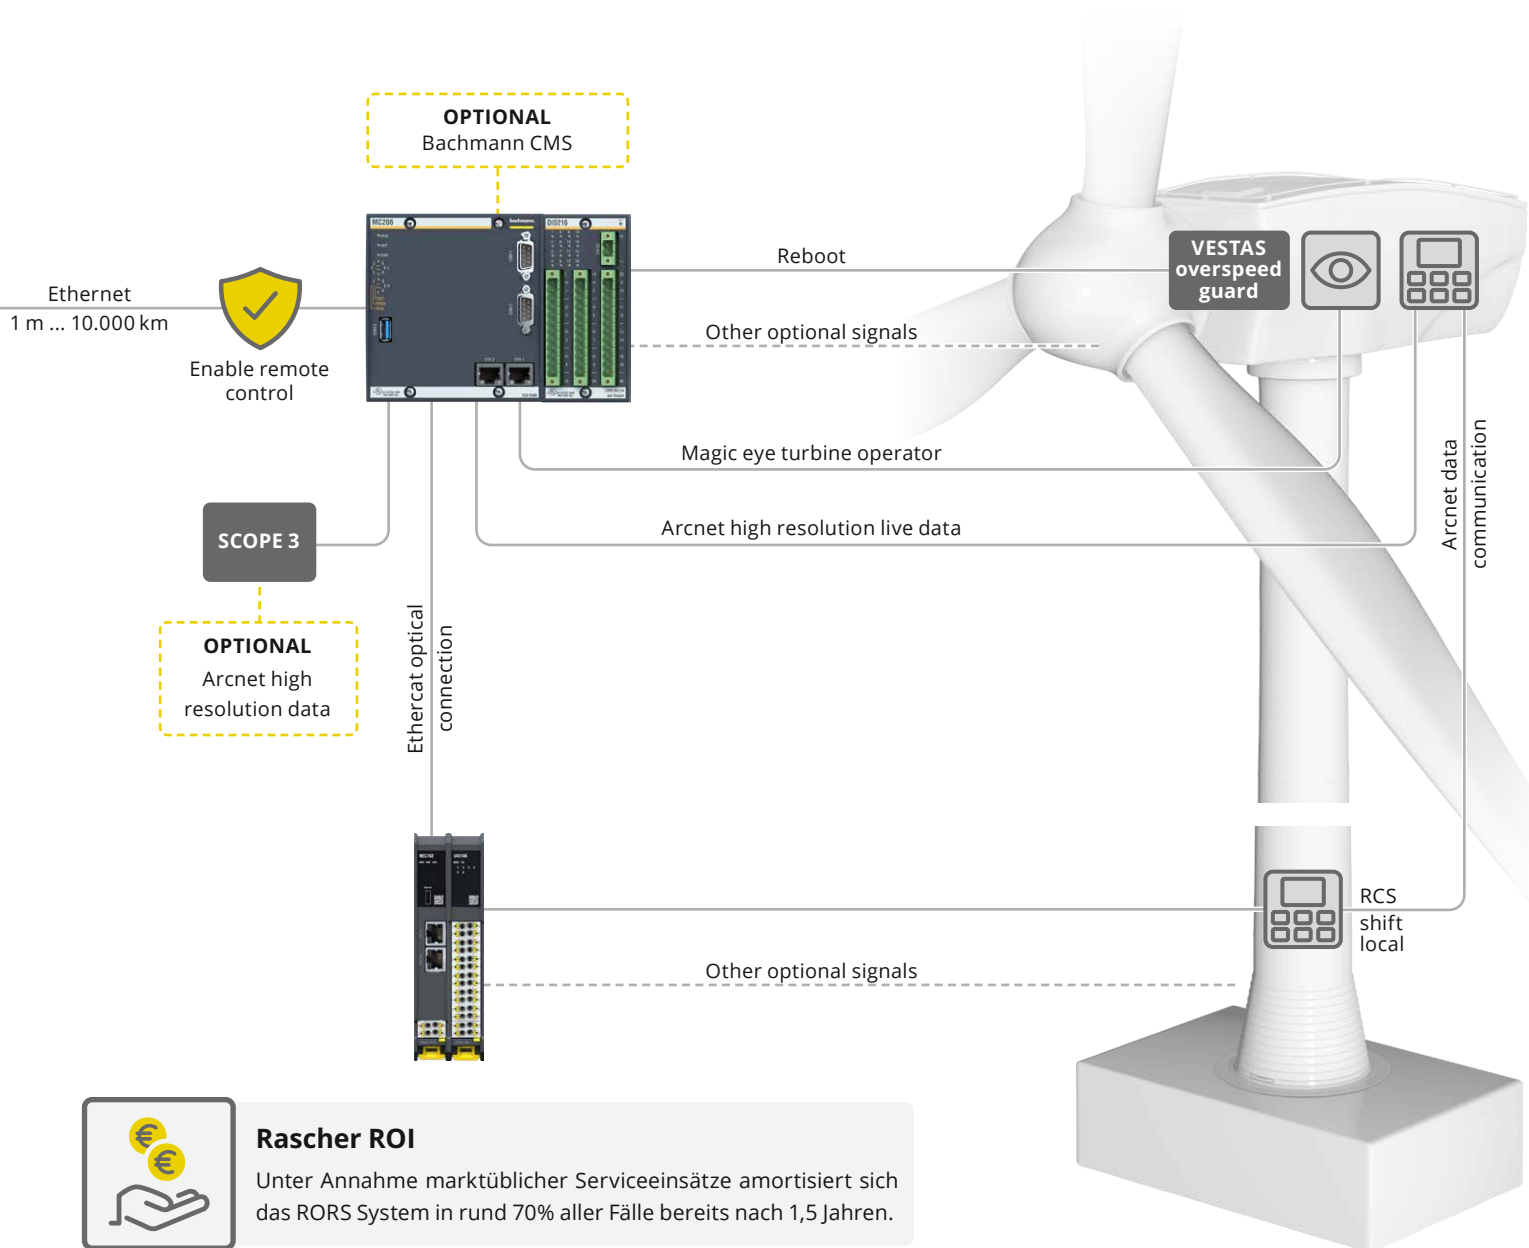 OPTIONAL
Bachmann CMS
MC206
bachmann.
DIO216
Reboot
VESTAS
overspeed
guard
Ethernet
1 m ... 10.000 km
Enable remote
control
Other optional signals
Magic eye turbine operator
Arcnet high resolution live data
Arcnet data
communication
SCOPE 3
OPTIONAL
Arcnet high
resolution data
Ethercat optical
connection
RCS
shift
local
Other optional signals
Rascher ROI
Unter Annahme marktüblicher Serviceeinsätze amortisiert sich
das RORS System in rund 70% aller Fälle bereits nach 1,5 Jahren.